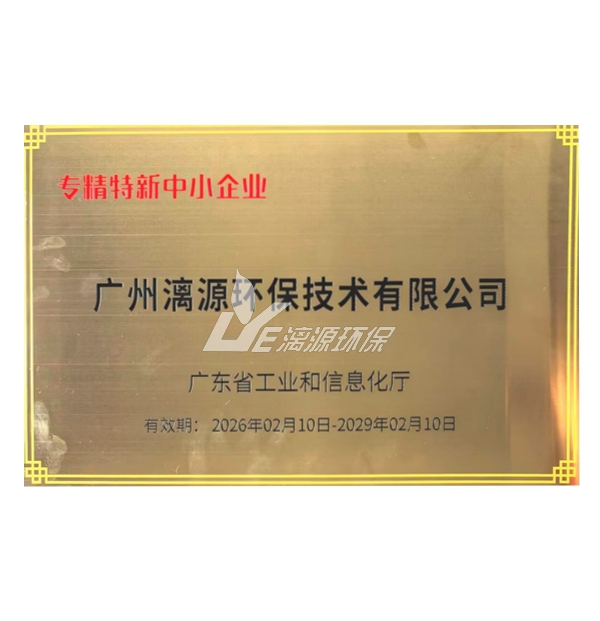 专精特新中小企业
广州漓源环保技术有限公司
漓源环保
广东省工业和信息化厅
有效期： 2026年02月10日-2029年02月10日